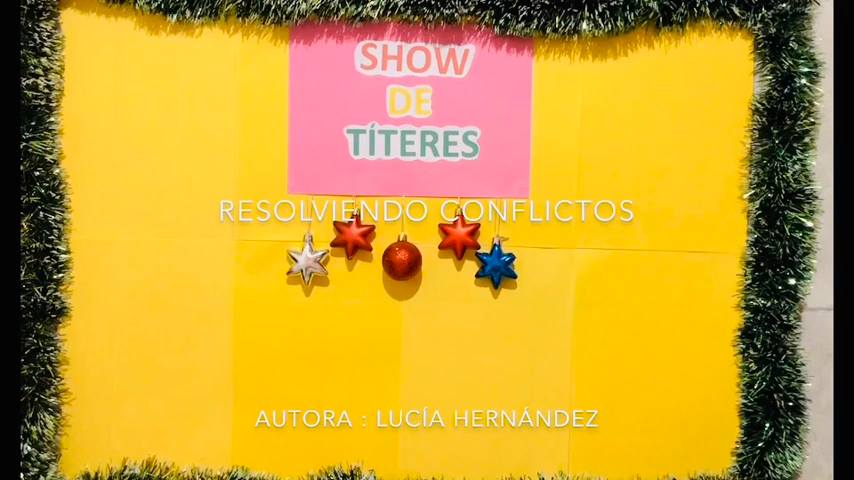 SHOW
DE
TÍTERES
RESOLVIENDO CONFLICTOS
AUTORA : LUCÍA HERNÁNDEZ